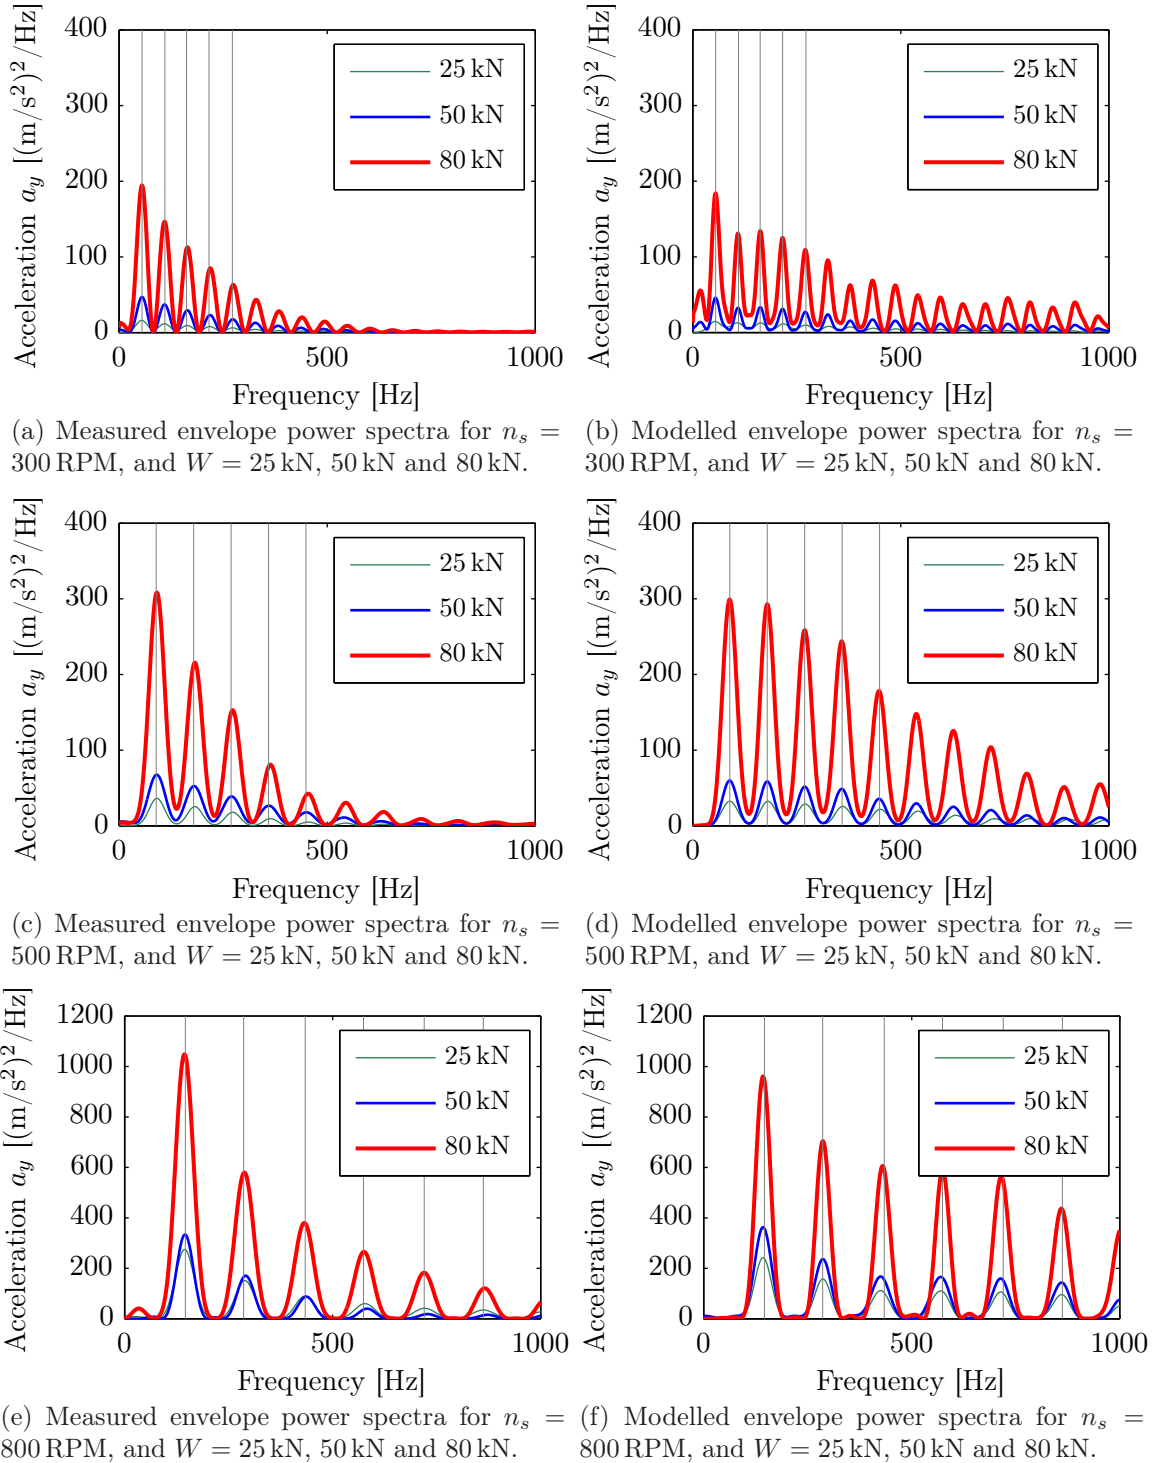 Acceleration a_y [(m/s²)²/Hz]
400
300
200
100
0
0 500 1000
Frequency [Hz]
25 kN
50 kN
80 kN
(a) Measured envelope power spectra for n_s =
300 RPM, and W = 25 kN, 50 kN and 80 kN.
Acceleration a_y [(m/s²)²/Hz]
400
300
200
100
0
0 500 1000
Frequency [Hz]
25 kN
50 kN
80 kN
(b) Modelled envelope power spectra for n_s =
300 RPM, and W = 25 kN, 50 kN and 80 kN.
Acceleration a_y [(m/s²)²/Hz]
400
300
200
100
0
0 500 1000
Frequency [Hz]
25 kN
50 kN
80 kN
(c) Measured envelope power spectra for n_s =
500 RPM, and W = 25 kN, 50 kN and 80 kN.
Acceleration a_y [(m/s²)²/Hz]
400
300
200
100
0
0 500 1000
Frequency [Hz]
25 kN
50 kN
80 kN
(d) Modelled envelope power spectra for n_s =
500 RPM, and W = 25 kN, 50 kN and 80 kN.
Acceleration a_y [(m/s²)²/Hz]
1200
1000
800
600
400
200
0
0 500 1000
Frequency [Hz]
25 kN
50 kN
80 kN
(e) Measured envelope power spectra for n_s =
800 RPM, and W = 25 kN, 50 kN and 80 kN.
Acceleration a_y [(m/s²)²/Hz]
1200
1000
800
600
400
200
0
0 500 1000
Frequency [Hz]
25 kN
50 kN
80 kN
(f) Modelled envelope power spectra for n_s =
800 RPM, and W = 25 kN, 50 kN and 80 kN.